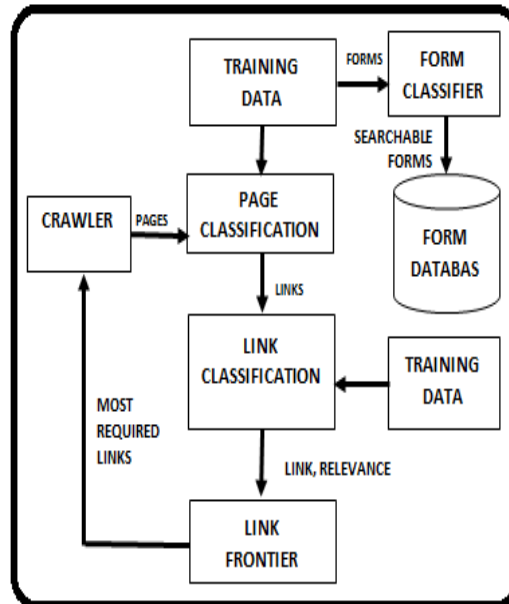 TRAINING
DATA
FORMS
FORM
CLASSIFIER
SEARCHABLE
FORMS
FORM
DATABAS
CRAWLER
PAGES
PAGE
CLASSIFICATION
LINKS
LINK
CLASSIFICATION
TRAINING
DATA
MOST
REQUIRED
LINKS
LINK, RELEVANCE
LINK
FRONTIER